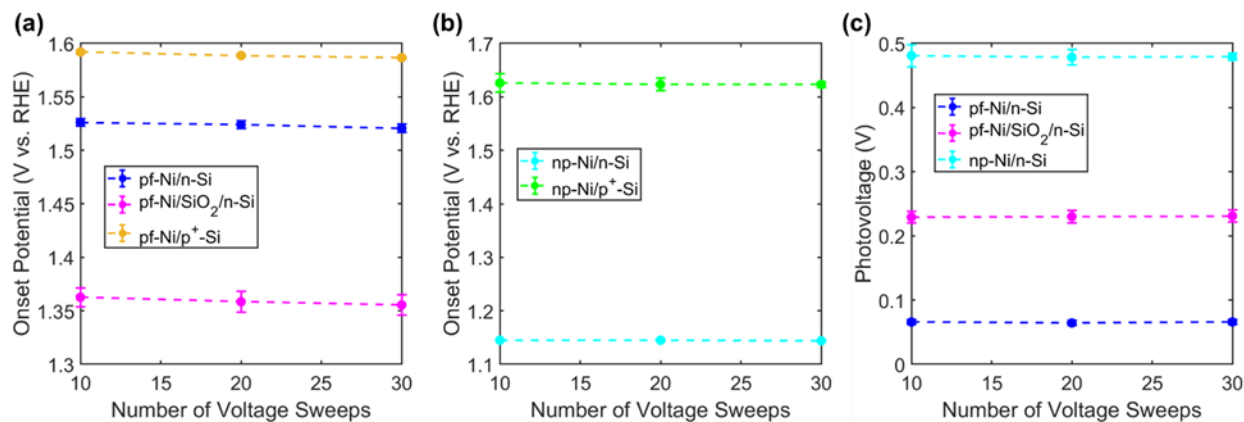 (a)
Onset Potential (V vs. RHE)
1.6
1.55
1.5
1.45
1.4
1.35
1.3
pf-Ni/n-Si
pf-Ni/SiO₂/n-Si
pf-Ni/p⁺-Si
10 15 20 25 30
Number of Voltage Sweeps
(b)
Onset Potential (V vs. RHE)
1.7
1.6
1.5
1.4
1.3
1.2
1.1
np-Ni/n-Si
np-Ni/p⁺-Si
10 15 20 25 30
Number of Voltage Sweeps
(c)
Photovoltage (V)
0.5
0.4
0.3
0.2
0.1
0
pf-Ni/n-Si
pf-Ni/SiO₂/n-Si
np-Ni/n-Si
10 15 20 25 30
Number of Voltage Sweeps